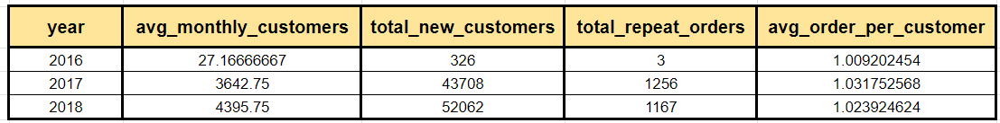 year avg_monthly_customers total_new_customers total_repeat_orders avg_order_per_customer
2016 27.16666667 326 3 1.009202454
2017 3642.75 43708 1256 1.031752568
2018 4395.75 52062 1167 1.023924624